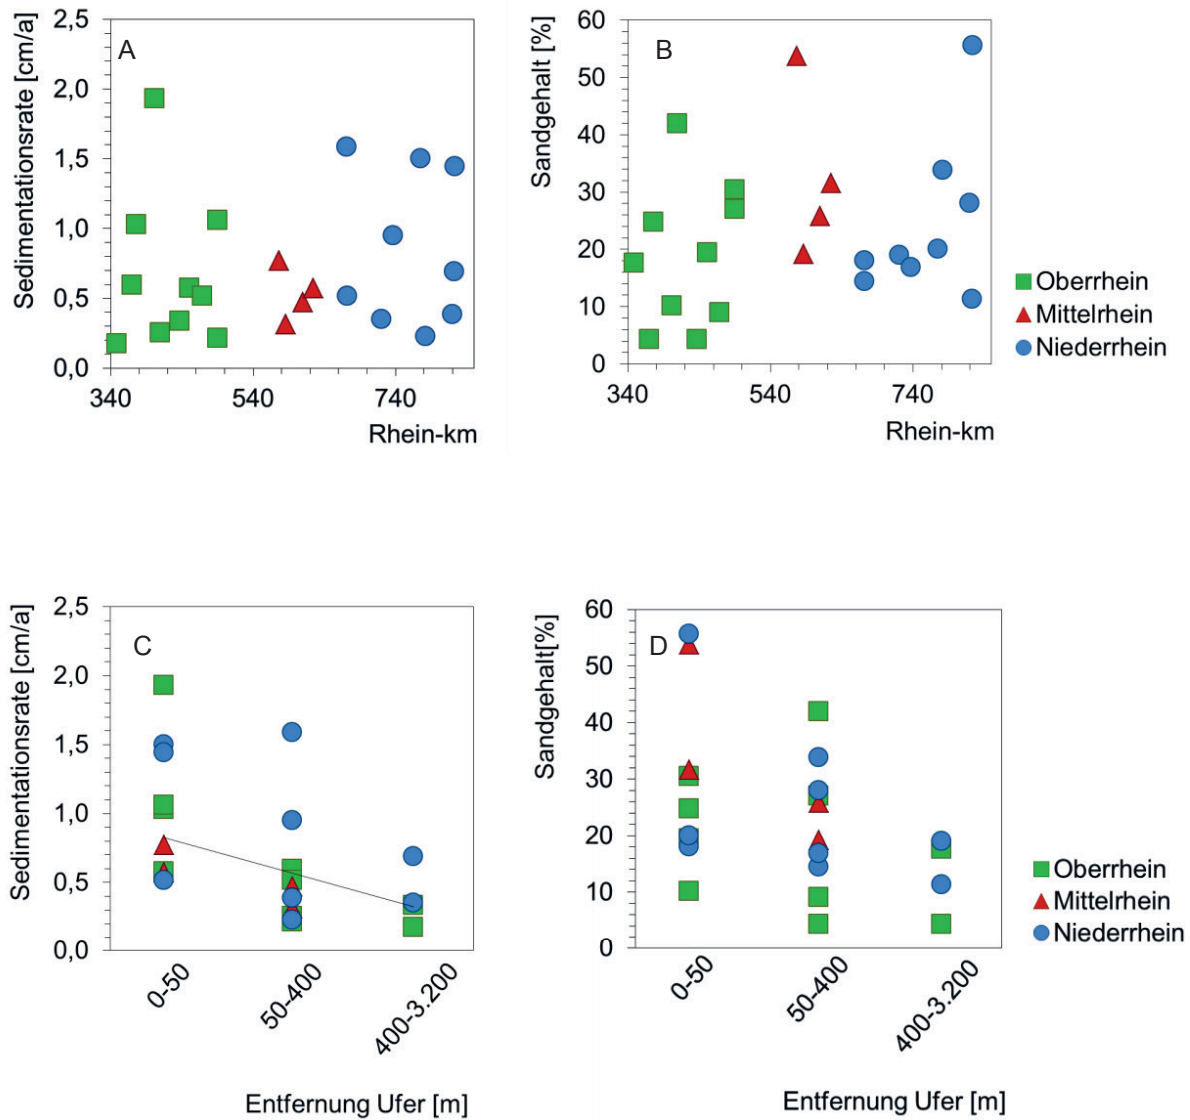 Sedimentationsrate [cm/a]
2,5
2,0
1,5
1,0
0,5
0,0
A
340
540
740
Rhein-km
Sandgehalt [%]
60
50
40
30
20
10
0
B
340
540
740
Rhein-km
Oberrhein
Mittelrhein
Niederrhein
Sedimentationsrate [cm/a]
2,5
2,0
1,5
1,0
0,5
0,0
C
0-50
50-400
400-3.200
Entfernung Ufer [m]
Sandgehalt[%]
60
50
40
30
20
10
0
D
0-50
50-400
400-3.200
Entfernung Ufer [m]
Oberrhein
Mittelrhein
Niederrhein